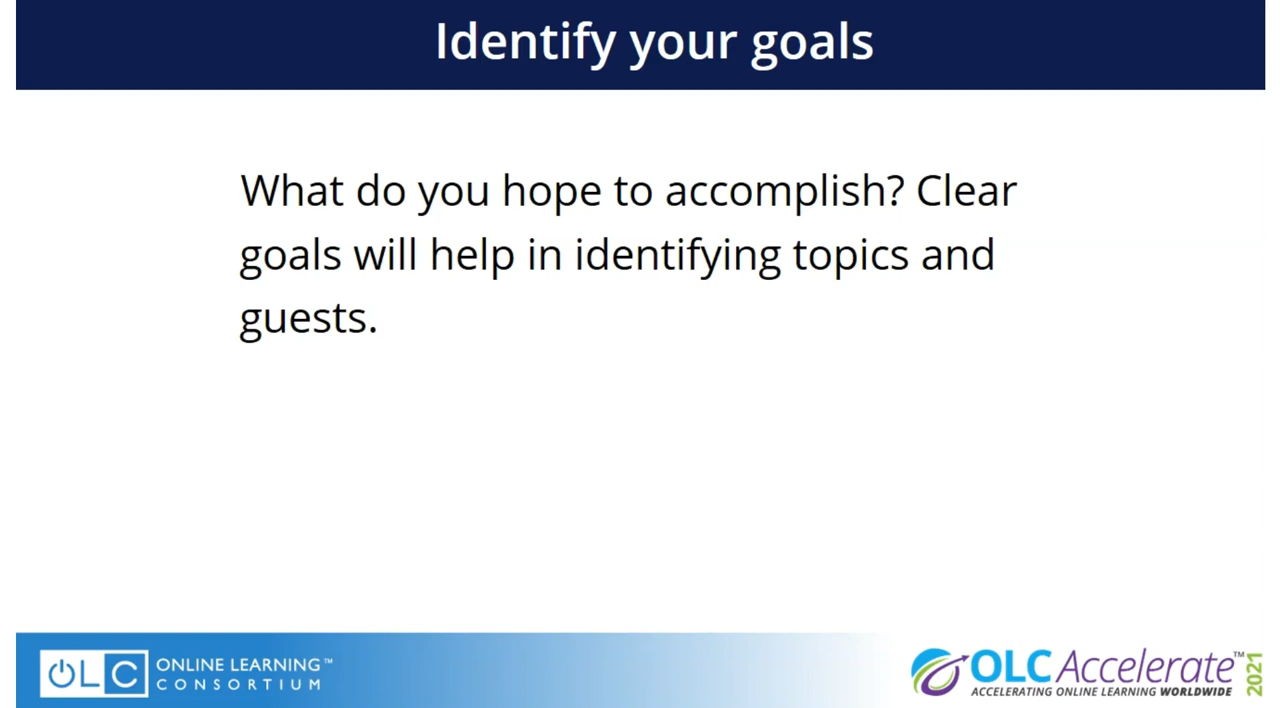 Identify your goals
What do you hope to accomplish? Clear
goals will help in identifying topics and
guests.
OLC ONLINE LEARNING™
CONSORTIUM
OLC Accelerate™ 2021
ACCELERATING ONLINE LEARNING WORLDWIDE